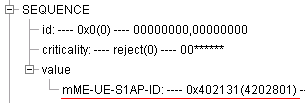 SEQUENCE
id: ---- 0x0(0) ---- 00000000,00000000
criticality: ---- reject(0) ---- 00******
value
mME-UE-S1AP-ID: ---- 0x402131(4202801) --